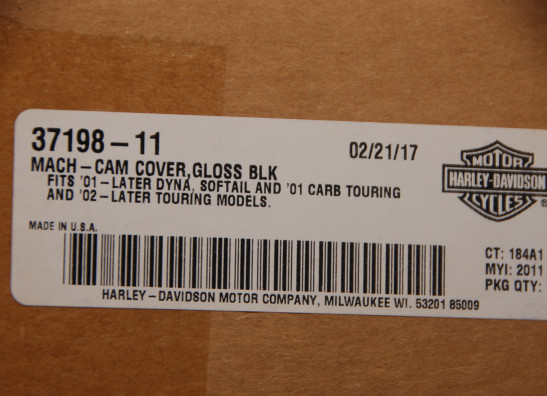 37198-11
02/21/17
MACH-CAM COVER,GLOSS BLK
FITS '01-LATER DYNA, SOFTAIL AND '01 CARB TOURING
AND '02-LATER TOURING MODELS.
MOTOR
HARLEY-DAVIDSON
CYCLES
®
MADE IN U.S.A.
CT: 184A1
MYI: 2011
PKG QTY:
HARLEY-DAVIDSON MOTOR COMPANY, MILWAUKEE WI. 53201 85009